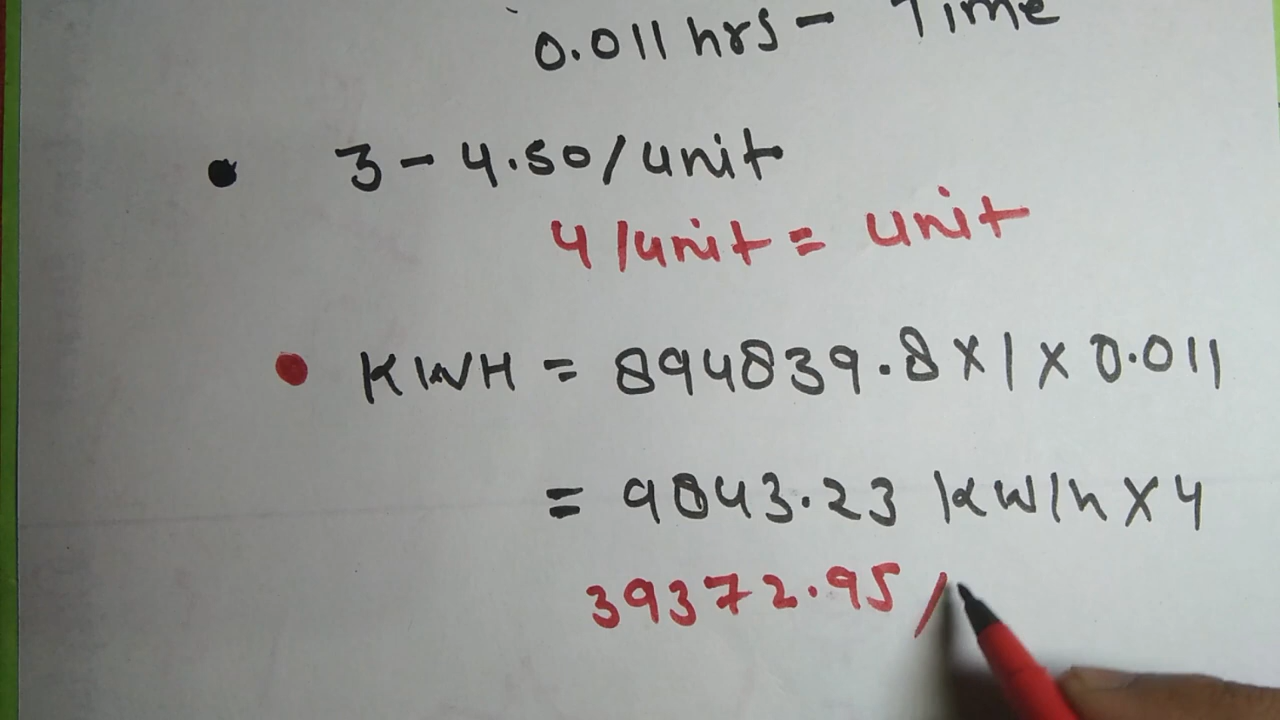 0.011 hrs - Time
3 - 4.50/unit
4/unit = unit
KWH = 894839.8 X 1 X 0.011
= 9843.23 kW/h X 4
39372.95 /